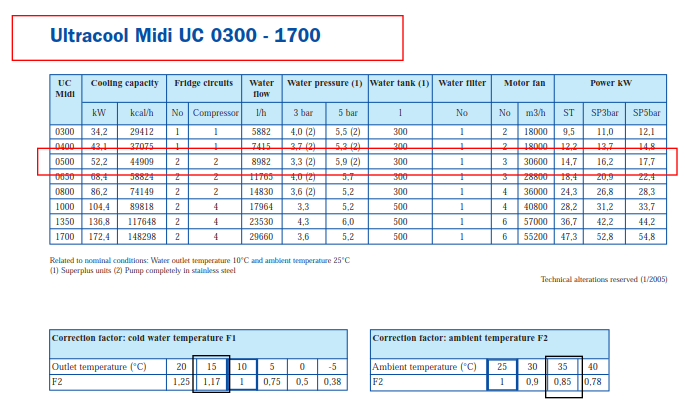 Ultracool Midi UC 0300 - 1700
UC Midi Cooling capacity Fridge circuits Water flow Water pressure (1) Water tank (1) Water filter Motor fan Power kW
kW kcal/h No Compressor l/h 3 bar 5 bar l No No m3/h ST SP3bar SP5bar
0300 34,2 29412 1 1 5882 4,0 (2) 5,5 (2) 300 1 2 18000 9,5 11,0 12,1
0400 43,1 37075 1 1 7415 3,7 (2) 5,3 (2) 300 1 2 18000 12,2 13,7 14,8
0500 52,2 44909 2 2 8982 3,3 (2) 5,9 (2) 300 1 3 30600 14,7 16,2 17,7
0650 68,4 58824 2 2 11765 4,0 (2) 5,7 300 1 3 28800 18,4 20,9 22,4
0800 86,2 74149 2 2 14830 3,6 (2) 5,2 300 1 4 36000 24,3 26,8 28,3
1000 104,4 89818 2 4 17964 3,3 5,2 500 1 4 40800 28,2 31,2 33,7
1350 136,8 117648 2 4 23530 4,3 6,0 500 1 6 57000 36,7 42,2 44,2
1700 172,4 148298 2 4 29660 3,6 5,2 500 1 6 55200 47,3 52,8 54,8
Related to nominal conditions: Water outlet temperature 10°C and ambient temperature 25°C
(1) Superplus units (2) Pump completely in stainless steel
Technical alterations reserved (1/2005)
Correction factor: cold water temperature F1
Outlet temperature (°C) 20 15 10 5 0 -5
F2 1,25 1,17 1 0,75 0,5 0,38
Correction factor: ambient temperature F2
Ambient temperature (°C) 25 30 35 40
F2 1 0,9 0,85 0,78